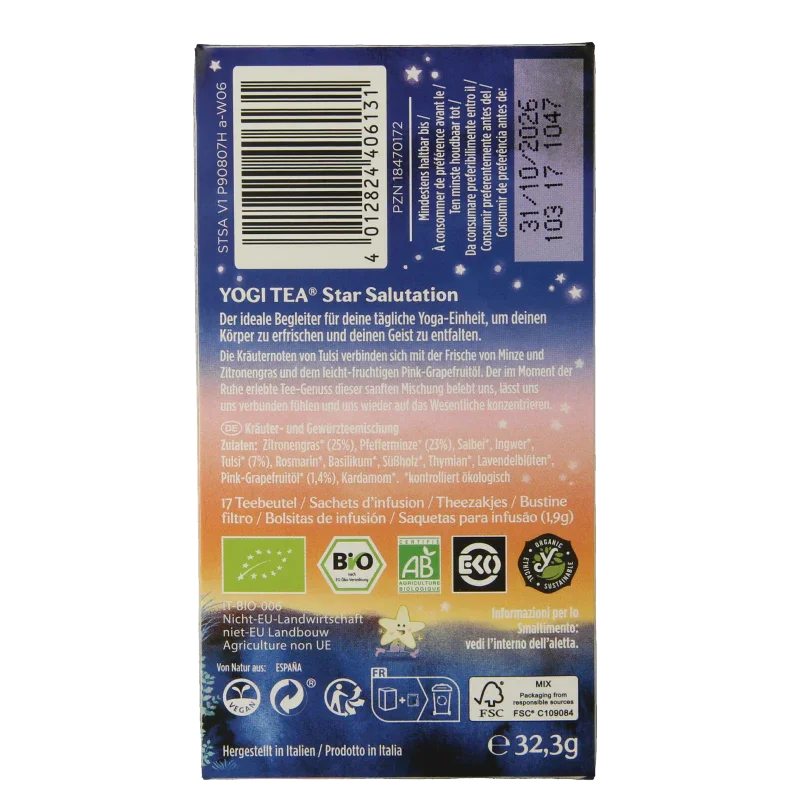 STSA V1 P90807H a-W06
4 012824 406131
PZN 18470172
Mindestens haltbar bis /
À consommer de préférence avant le /
Ten minste houdbaar tot /
Da consumare preferibilmente entro il /
Consumir preferentemente antes del /
Consumir de preferência antes de:
31/10/2026
103 17 1047
YOGI TEA® Star Salutation
Der ideale Begleiter für deine tägliche Yoga-Einheit, um deinen
Körper zu erfrischen und deinen Geist zu entfalten.
Die Kräuternoten von Tulsi verbinden sich mit der Frische von Minze und
Zitronengras und dem leicht-fruchtigen Pink-Grapefruitöl. Der im Moment der
Ruhe erlebte Tee-Genuss dieser sanften Mischung belebt uns, lässt uns
uns verbunden fühlen und uns wieder auf das Wesentliche konzentrieren.
DE Kräuter- und Gewürzteemischung
Zutaten: Zitronengras* (25%), Pfefferminze* (23%), Salbei*, Ingwer*,
Tulsi* (7%), Rosmarin*, Basilikum*, Süßholz*, Thymian*, Lavendelblüten*,
Pink-Grapefruitöl* (1,4%), Kardamom*. *kontrolliert ökologisch
17 Teebeutel / Sachets d'infusion / Theezakjes / Bustine
filtro / Bolsitas de infusión / Saquetas para infusão (1,9g)
Bio
nach
EG-Öko-Verordnung
CERTIFIÉ
AB
AGRICULTURE
BIOLOGIQUE
EKO
ORGANIC
y
ETHICAL
SUSTAINABLE
IT-BIO-006
Nicht-EU-Landwirtschaft
niet-EU Landbouw
Agriculture non UE
Informazioni per lo
Smaltimento:
vedi l'interno dell'aletta.
Von Natur aus: ESPAÑA
VEGAN
®
FR
FSC
MIX
Packaging from
responsible sources
FSC® C109084
Hergestellt in Italien / Prodotto in Italia
℮ 32,3g